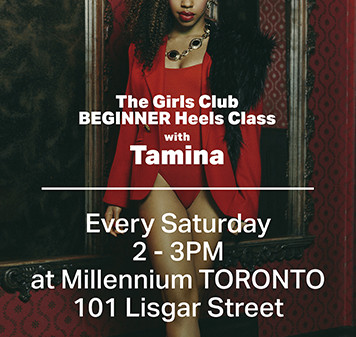 The Girls Club
BEGINNER Heels Class
with
Tamina
Every Saturday
2 - 3PM
at Millennium TORONTO
101 Lisgar Street